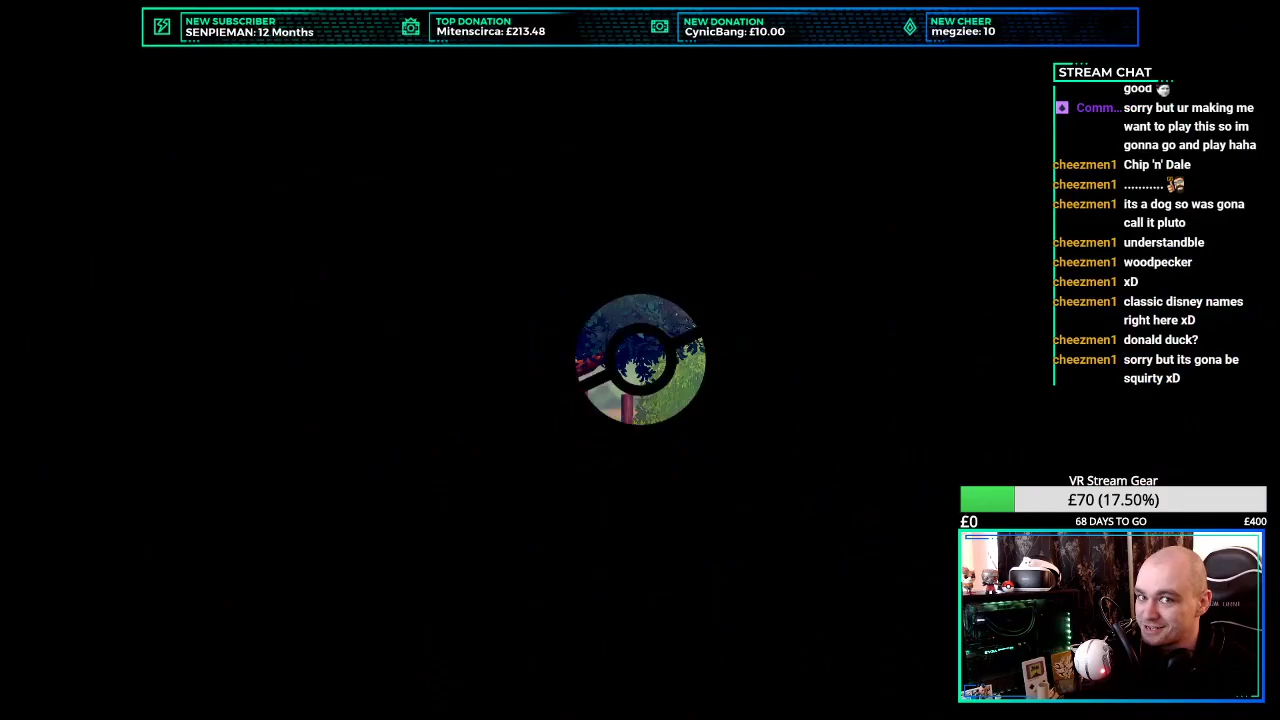 NEW SUBSCRIBER
SENPIEMAN: 12 Months
TOP DONATION
Mitenscirca: £213.48
NEW DONATION
CynicBang: £10.00
NEW CHEER
megziee: 10
STREAM CHAT
good
Comm... sorry but ur making me
want to play this so im
gonna go and play haha
cheezmen1 Chip 'n' Dale
cheezmen1 ...........
cheezmen1 its a dog so was gona
call it pluto
cheezmen1 understandble
cheezmen1 woodpecker
cheezmen1 xD
cheezmen1 classic disney names
right here xD
cheezmen1 donald duck?
cheezmen1 sorry but its gona be
squirty xD
VR Stream Gear
£70 (17.50%)
£0 68 DAYS TO GO £400